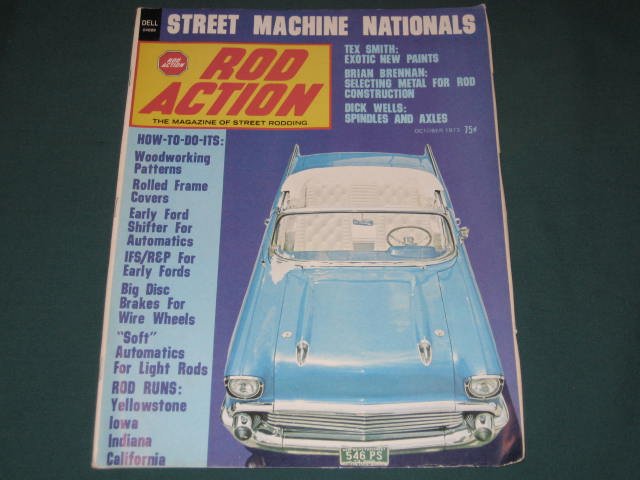 DELL
STREET MACHINE NATIONALS
ROD
ACTION
ROD
ACTION
THE MAGAZINE OF STREET RODDING
TEX SMITH:
EXOTIC NEW PAINTS
BRIAN BRENNAN:
SELECTING METAL FOR ROD
CONSTRUCTION
DICK WELLS:
SPINDLES AND AXLES
OCTOBER 1973 75¢
HOW-TO-DO-ITS:
Woodworking
Patterns
Rolled Frame
Covers
Early Ford
Shifter For
Automatics
IFS/R&P For
Early Fords
Big Disc
Brakes For
Wire Wheels
"Soft"
Automatics
For Light Rods
ROD RUNS:
Yellowstone
Iowa
Indiana
California
546 PS